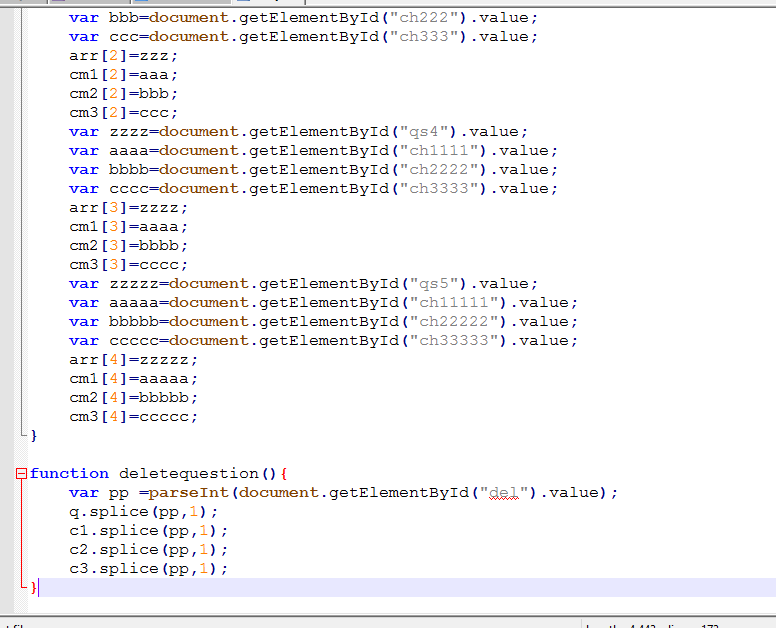 var bbb=document.getElementById("ch222").value;
var ccc=document.getElementById("ch333").value;
arr[2]=zzz;
cm1[2]=aaa;
cm2[2]=bbb;
cm3[2]=ccc;
var zzzz=document.getElementById("qs4").value;
var aaaa=document.getElementById("ch1111").value;
var bbbb=document.getElementById("ch2222").value;
var cccc=document.getElementById("ch3333").value;
arr[3]=zzzz;
cm1[3]=aaaa;
cm2[3]=bbbb;
cm3[3]=cccc;
var zzzzz=document.getElementById("qs5").value;
var aaaaa=document.getElementById("ch11111").value;
var bbbbb=document.getElementById("ch22222").value;
var ccccc=document.getElementById("ch33333").value;
arr[4]=zzzzz;
cm1[4]=aaaaa;
cm2[4]=bbbbb;
cm3[4]=ccccc;
}
function deletequestion(){
var pp =parseInt(document.getElementById("del").value);
q.splice(pp,1);
c1.splice(pp,1);
c2.splice(pp,1);
c3.splice(pp,1);
}